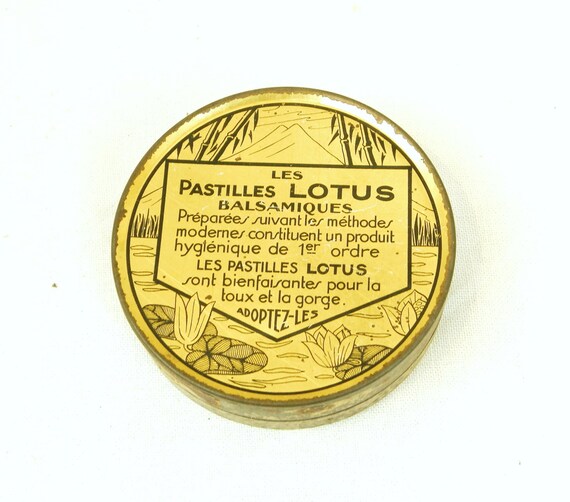 LES
PASTILLES LOTUS
BALSAMIQUES
Préparées suivant les méthodes
modernes constituent un produit
hygiénique de 1er ordre
LES PASTILLES LOTUS
sont bienfaisantes pour la
toux et la gorge.
ADOPTEZ-LES